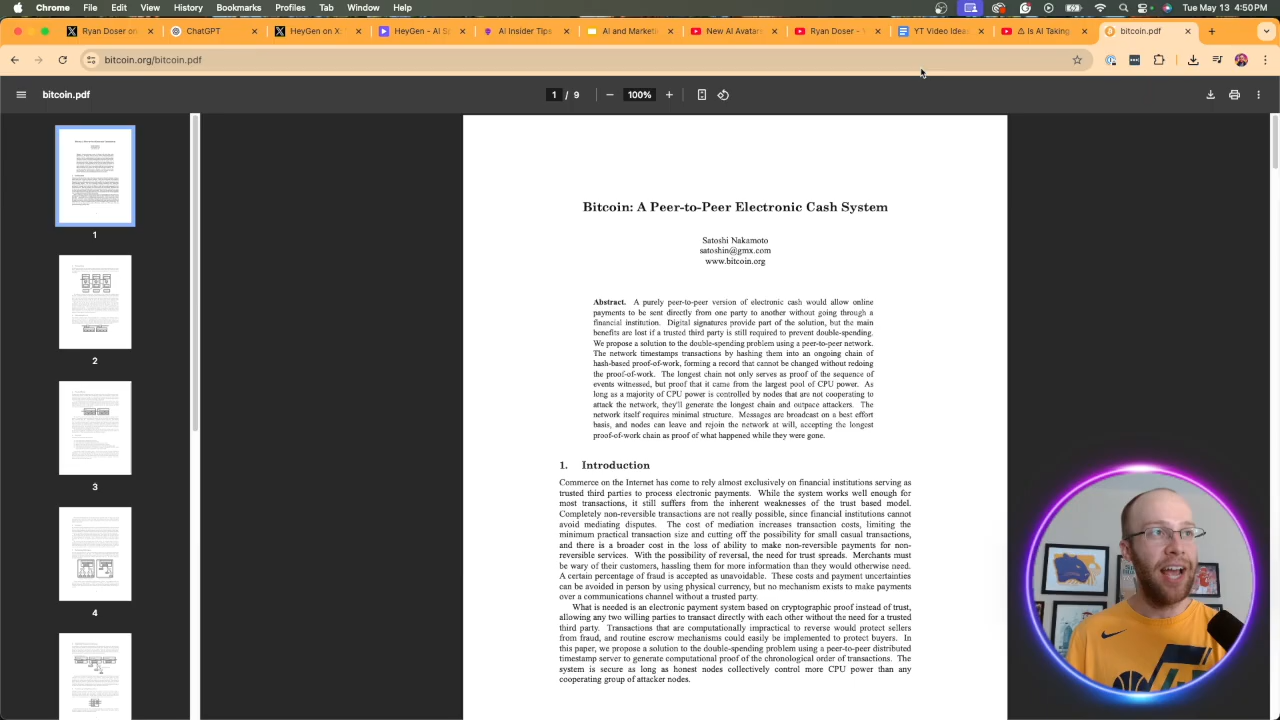 Chrome File Edit View History Bookmarks Profiles Tab Window Help
Ryan Doser on
ChatGPT
HeyGen on X:
HeyGen - AI Sp
AI Insider Tips
AI and Marketi
New AI Avatars
Ryan Doser -
YT Video Ideas
Is AI Taking
bitcoin.pdf
bitcoin.org/bitcoin.pdf
bitcoin.pdf
1 / 9
100%
1
2
3
4
Bitcoin: A Peer-to-Peer Electronic Cash System
Satoshi Nakamoto
satoshin@gmx.com
www.bitcoin.org
Abstract. A purely peer-to-peer version of electronic cash would allow online
payments to be sent directly from one party to another without going through a
financial institution. Digital signatures provide part of the solution, but the main
benefits are lost if a trusted third party is still required to prevent double-spending.
We propose a solution to the double-spending problem using a peer-to-peer network.
The network timestamps transactions by hashing them into an ongoing chain of
hash-based proof-of-work, forming a record that cannot be changed without redoing
the proof-of-work. The longest chain not only serves as proof of the sequence of
events witnessed, but proof that it came from the largest pool of CPU power. As
long as a majority of CPU power is controlled by nodes that are not cooperating to
attack the network, they'll generate the longest chain and outpace attackers. The
network itself requires minimal structure. Messages are broadcast on a best effort
basis, and nodes can leave and rejoin the network at will, accepting the longest
proof-of-work chain as proof of what happened while they were gone.
1. Introduction
Commerce on the Internet has come to rely almost exclusively on financial institutions serving as
trusted third parties to process electronic payments. While the system works well enough for
most transactions, it still suffers from the inherent weaknesses of the trust based model.
Completely non-reversible transactions are not really possible, since financial institutions cannot
avoid mediating disputes. The cost of mediation increases transaction costs, limiting the
minimum practical transaction size and cutting off the possibility for small casual transactions,
and there is a broader cost in the loss of ability to make non-reversible payments for non-
reversible services. With the possibility of reversal, the need for trust spreads. Merchants must
be wary of their customers, hassling them for more information than they would otherwise need.
A certain percentage of fraud is accepted as unavoidable. These costs and payment uncertainties
can be avoided in person by using physical currency, but no mechanism exists to make payments
over a communications channel without a trusted party.
What is needed is an electronic payment system based on cryptographic proof instead of trust,
allowing any two willing parties to transact directly with each other without the need for a trusted
third party. Transactions that are computationally impractical to reverse would protect sellers
from fraud, and routine escrow mechanisms could easily be implemented to protect buyers. In
this paper, we propose a solution to the double-spending problem using a peer-to-peer distributed
timestamp server to generate computational proof of the chronological order of transactions. The
system is secure as long as honest nodes collectively control more CPU power than any
cooperating group of attacker nodes.